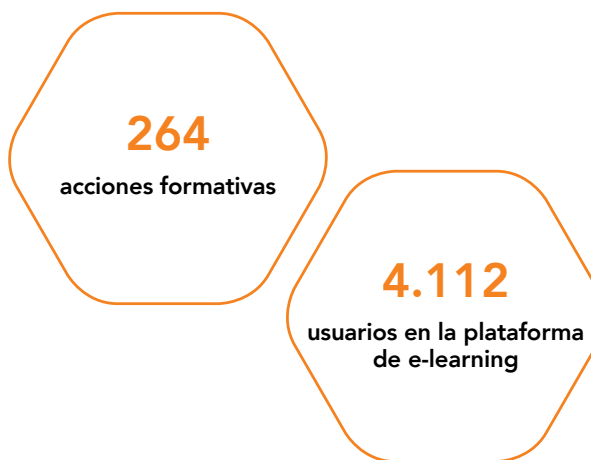 264
acciones formativas
4.112
usuarios en la plataforma
de e-learning